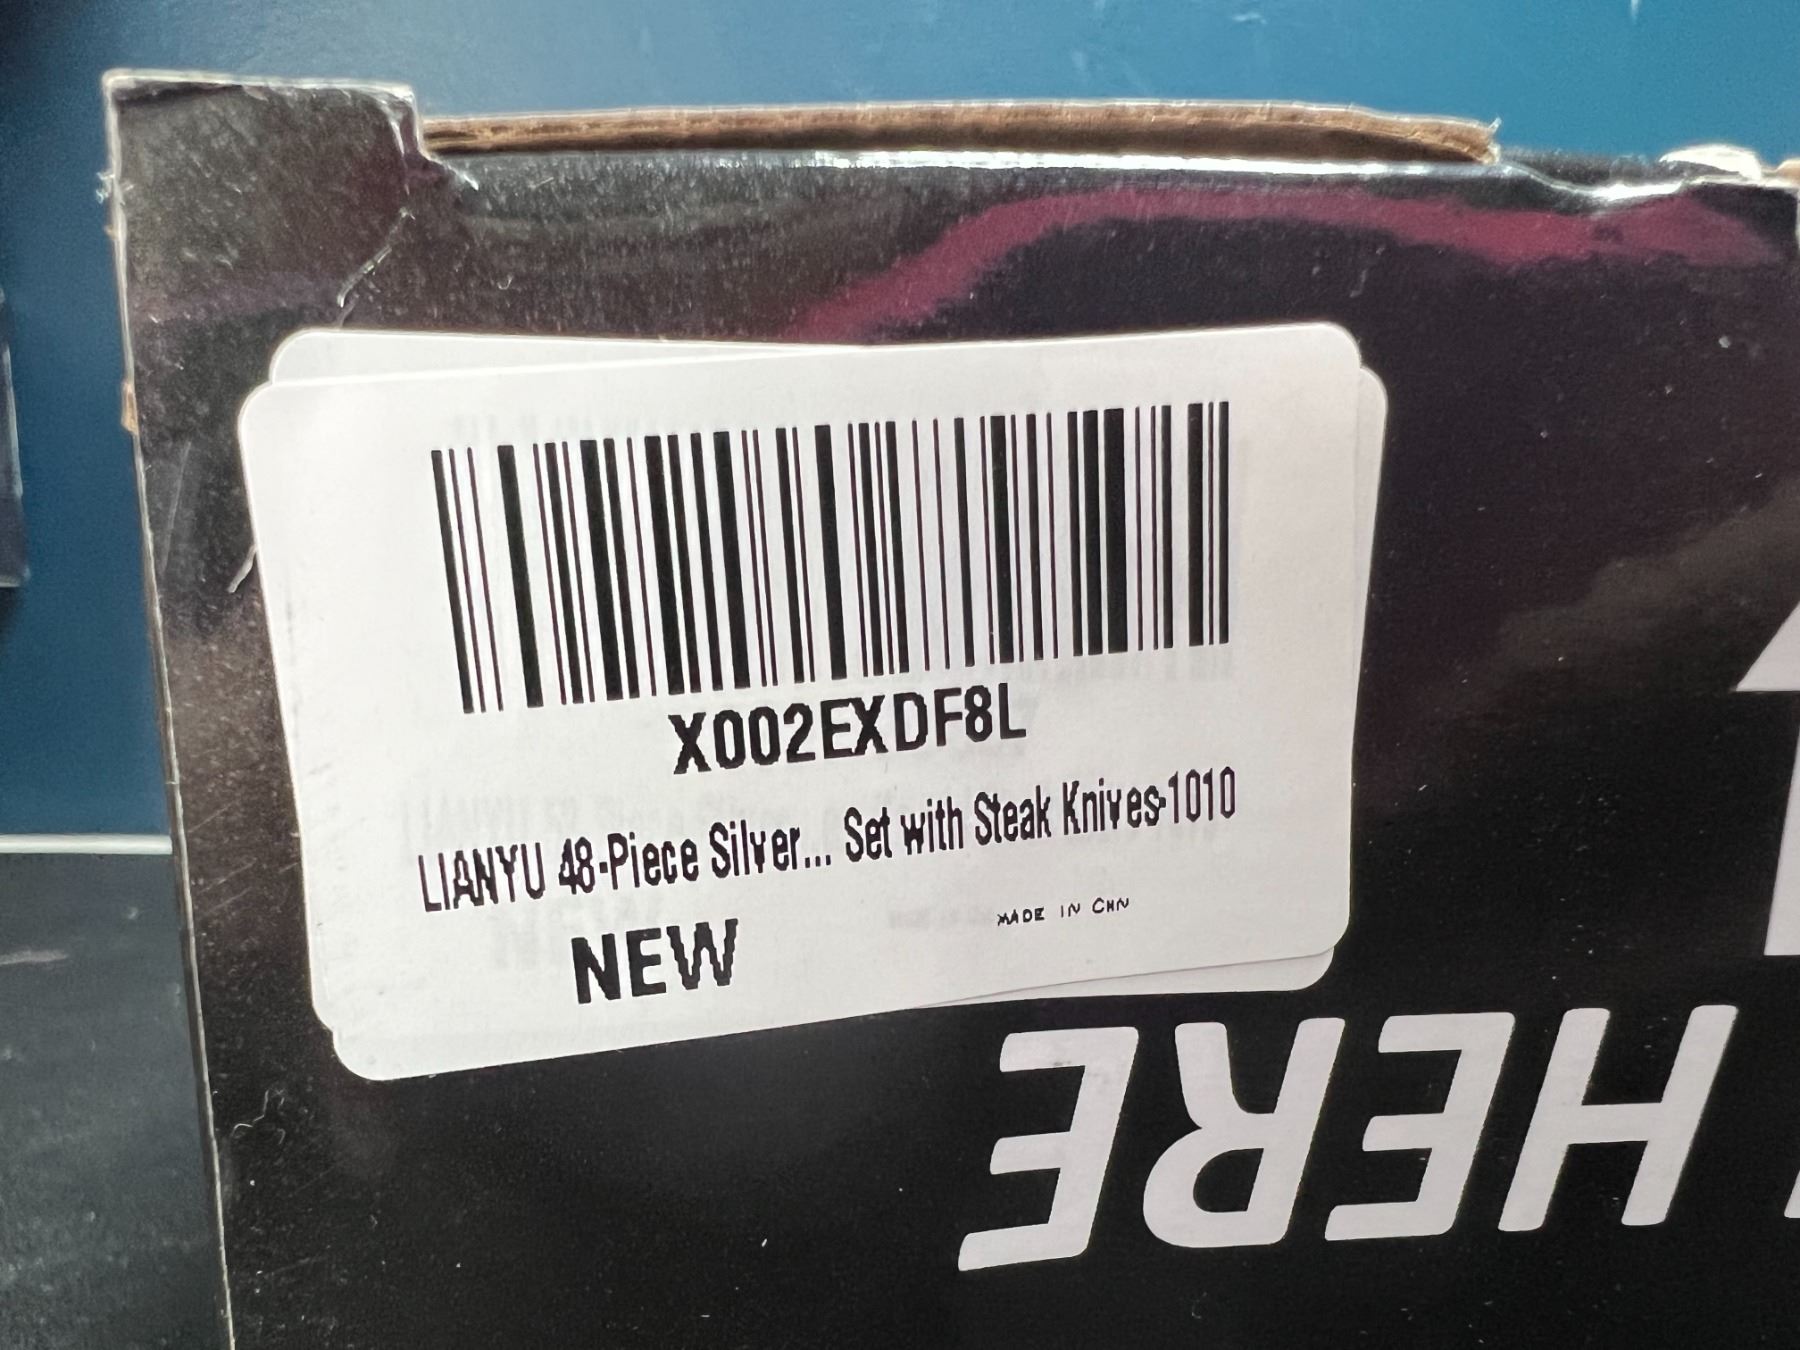 X002EXDF8L
LIANYU 48-Piece Silver... Set with Steak Knives-1010
NEW
MADE IN CHN
HERE